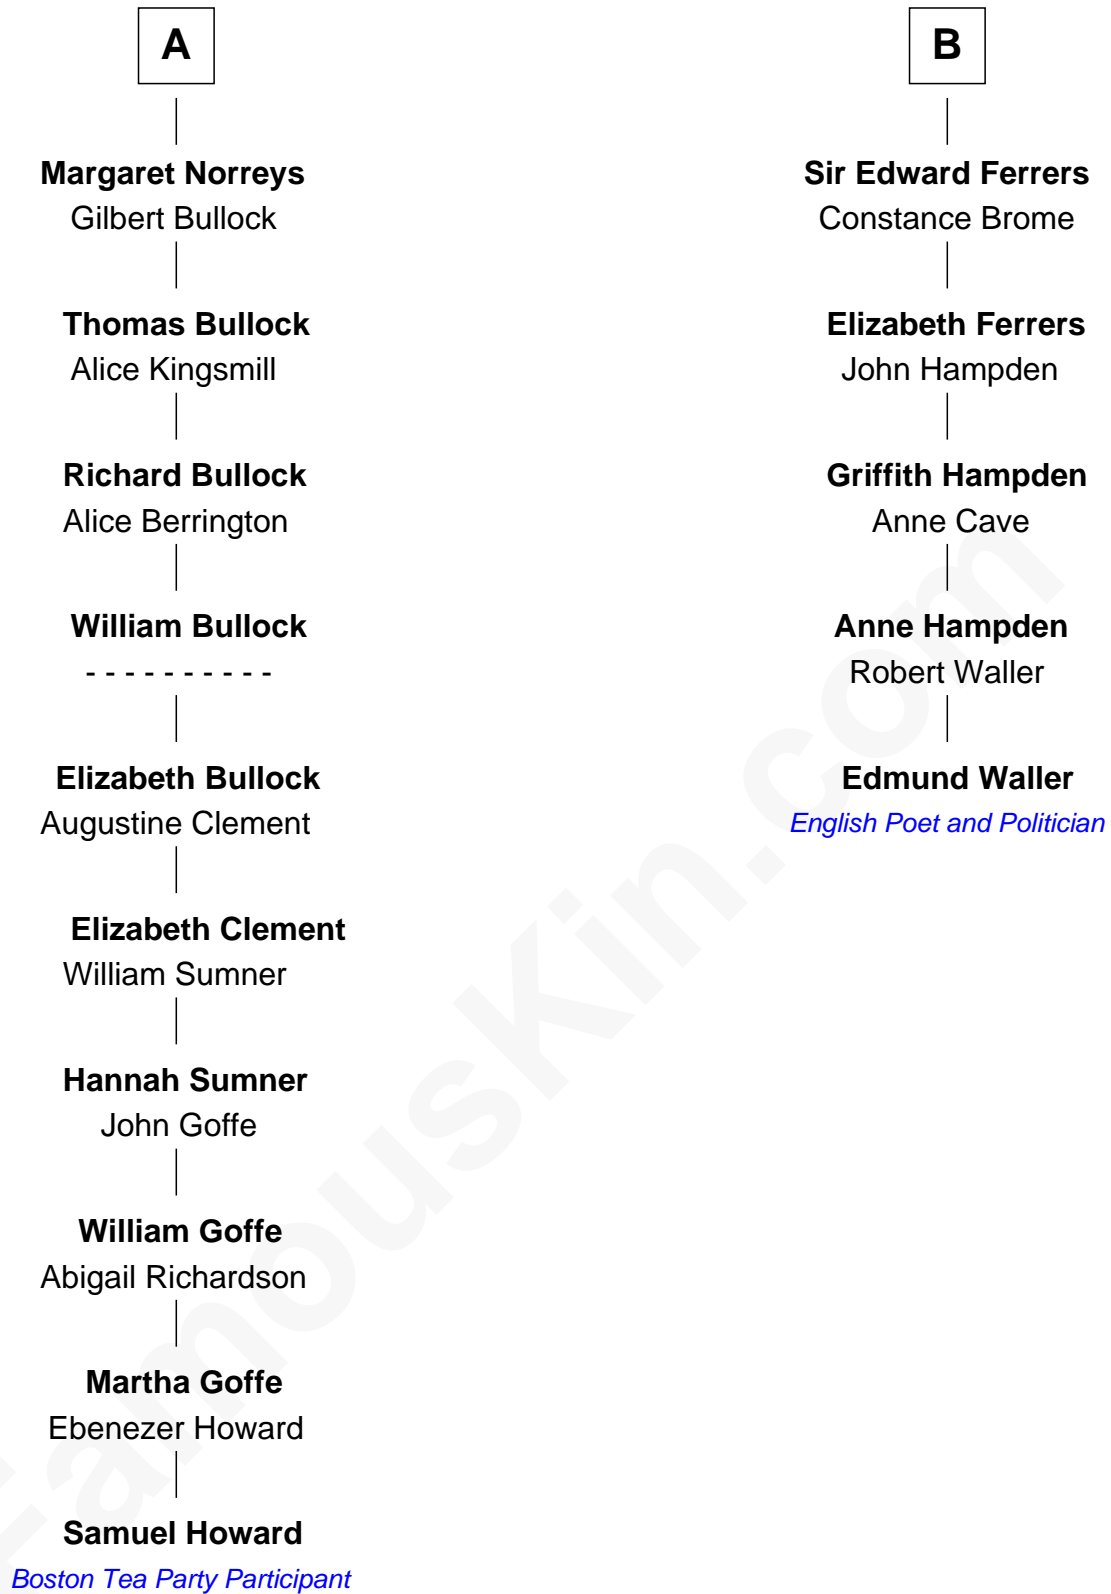 A
Margaret Norreys
Gilbert Bullock
Thomas Bullock
Alice Kingsmill
Richard Bullock
Alice Berrington
William Bullock
- - - - - - - - - -
Elizabeth Bullock
Augustine Clement
Elizabeth Clement
William Sumner
Hannah Sumner
John Goffe
William Goffe
Abigail Richardson
Martha Goffe
Ebenezer Howard
Samuel Howard
Boston Tea Party Participant
B
Sir Edward Ferrers
Constance Brome
Elizabeth Ferrers
John Hampden
Griffith Hampden
Anne Cave
Anne Hampden
Robert Waller
Edmund Waller
English Poet and Politician
FamousKin.com